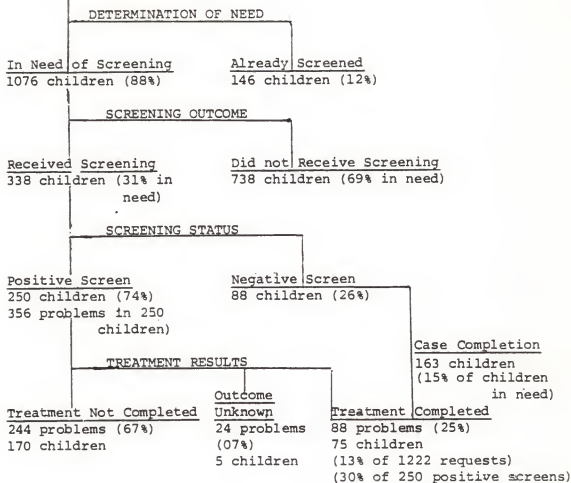 DETERMINATION OF NEED
In Need of Screening Already Screened
1076 children (88%) 146 children (12%)
SCREENING OUTCOME
Received Screening Did not Receive Screening
338 children (31% in 738 children (69% in need)
need)
SCREENING STATUS
Positive Screen Negative Screen
250 children (74%) 88 children (26%)
356 problems in 250
children)
Case Completion
163 children
(15% of children
in need)
TREATMENT RESULTS
Outcome
Treatment Not Completed Unknown Treatment Completed
244 problems (67%) 24 problems 88 problems (25%)
170 children (07%) 75 children
5 children (13% of 1222 requests)
(30% of 250 positive screens)